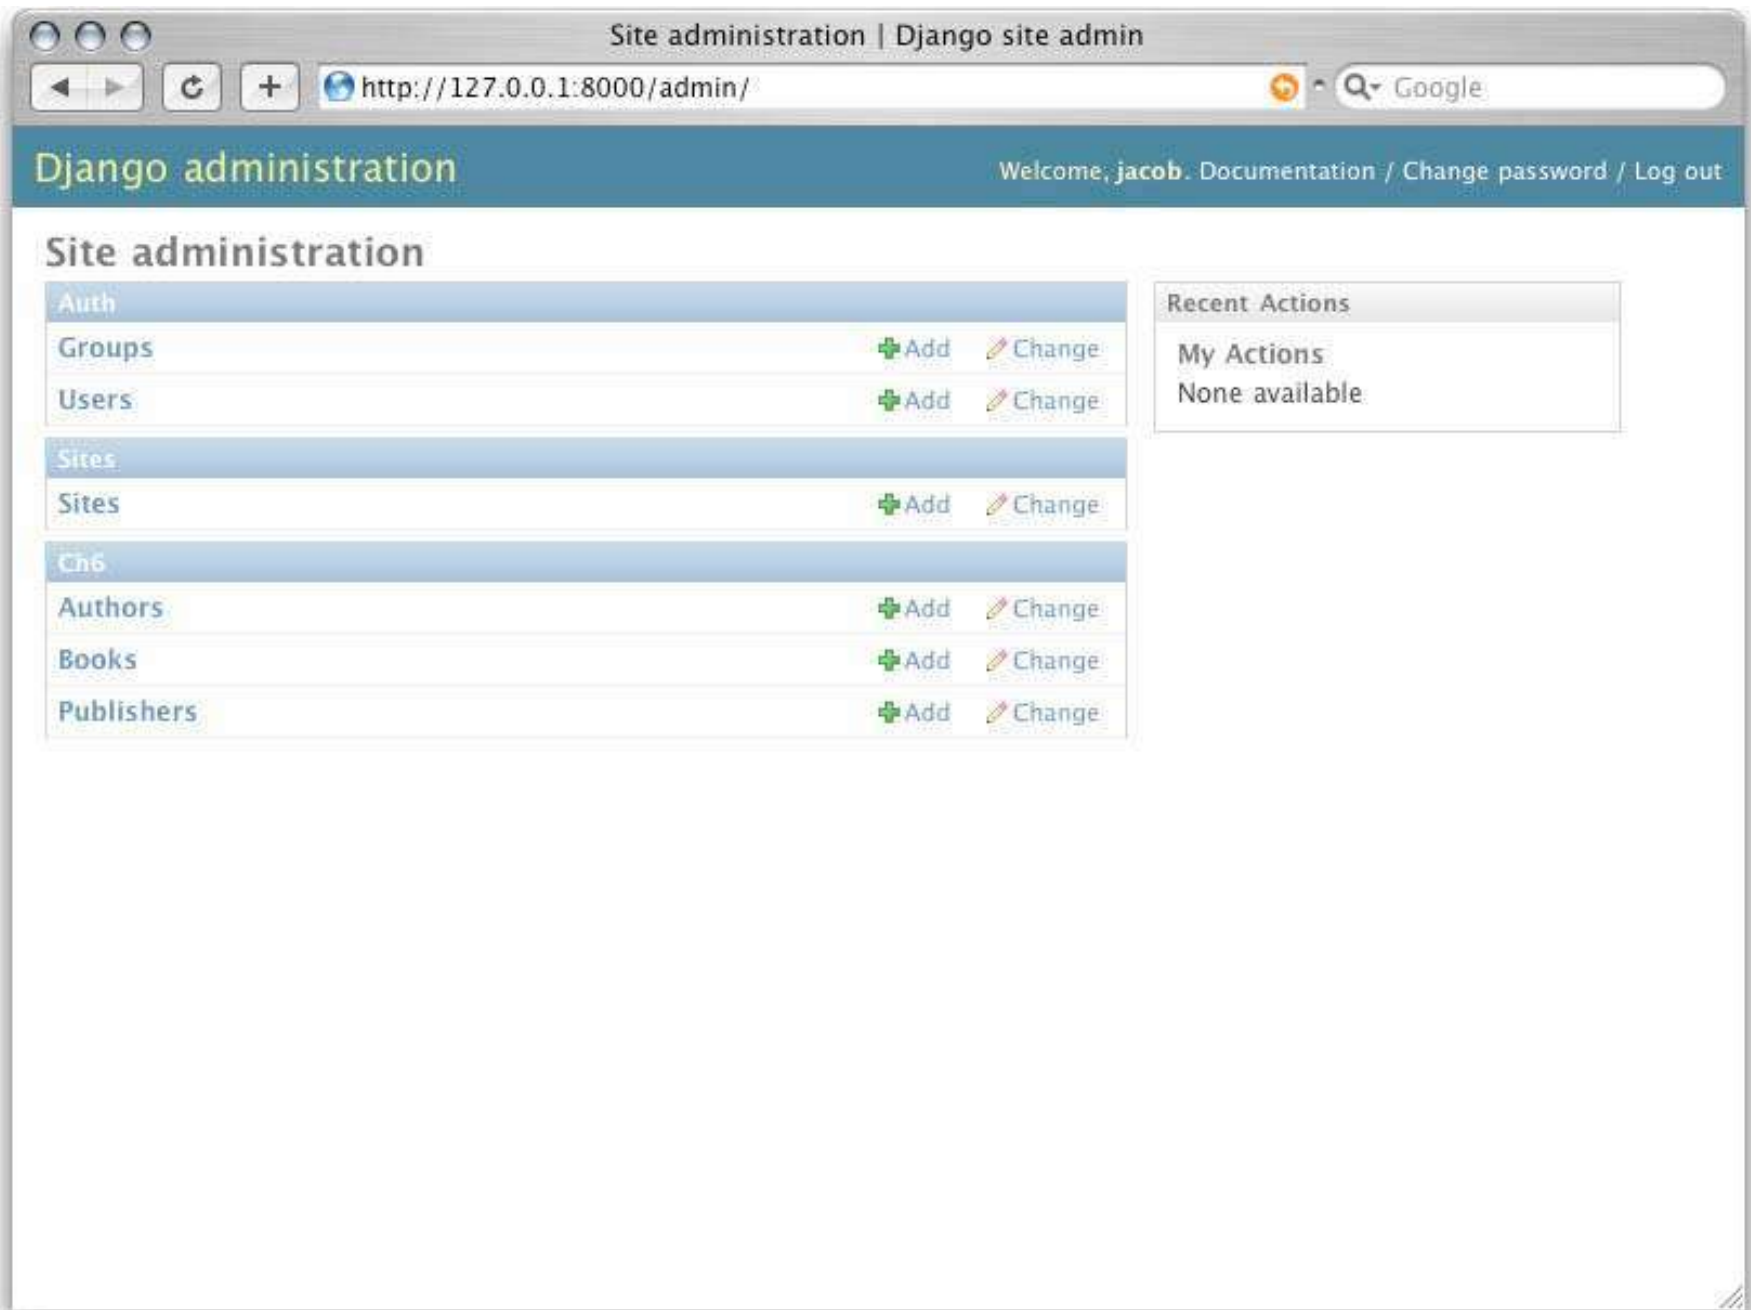 Site administration | Django site admin
http://127.0.0.1:8000/admin/
Google
Django administration
Welcome, jacob. Documentation / Change password / Log out
Site administration
Auth
Groups Add Change
Users Add Change
Sites
Sites Add Change
Ch6
Authors Add Change
Books Add Change
Publishers Add Change
Recent Actions
My Actions
None available